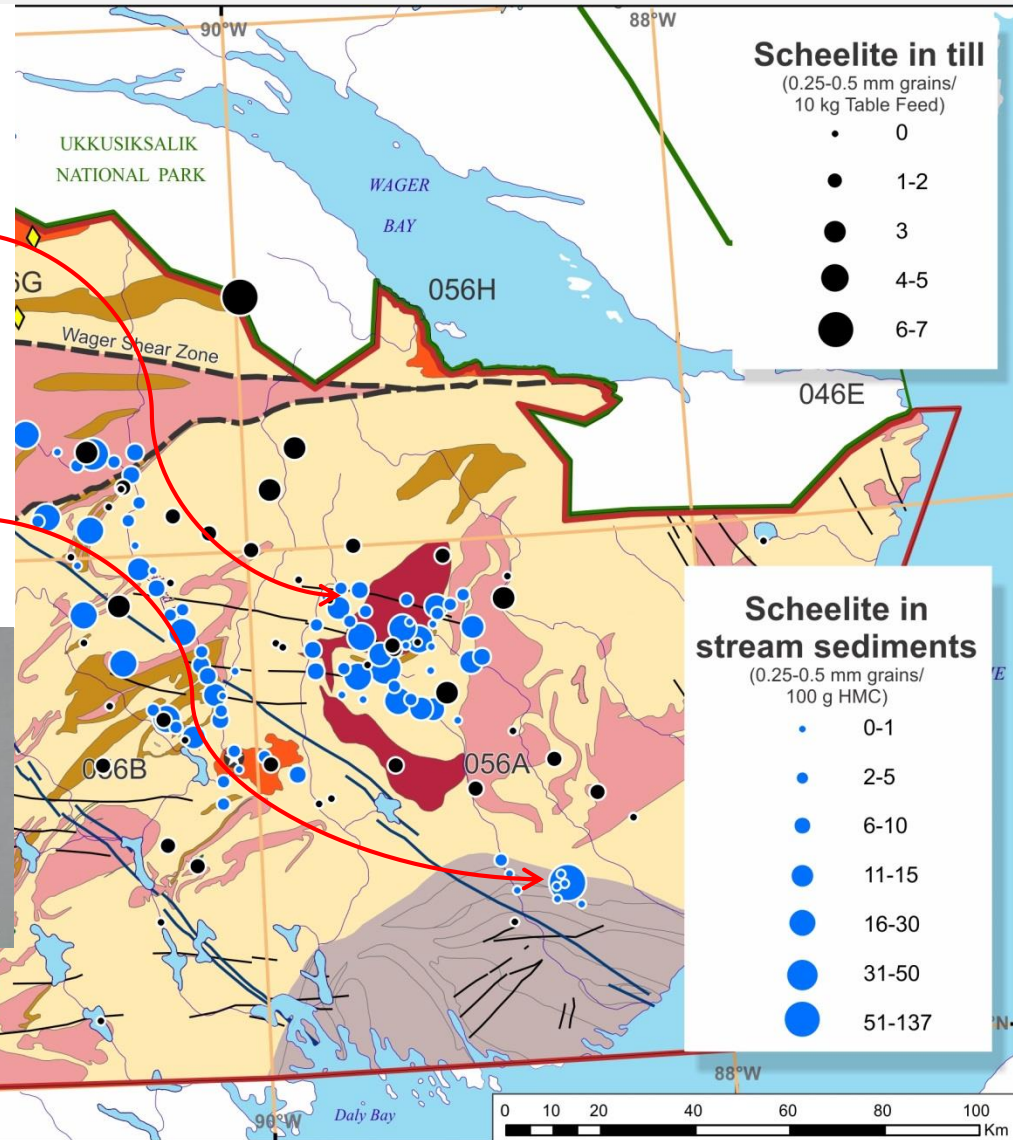 90°W
88°W
Scheelite in till
(0.25-0.5 mm grains/
10 kg Table Feed)
0
1-2
3
4-5
6-7
UKKUSIKSALIK
NATIONAL PARK
WAGER
BAY
056H
Wager Shear Zone
046E
Scheelite in
stream sediments
(0.25-0.5 mm grains/
100 g HMC)
0-1
2-5
6-10
11-15
16-30
31-50
51-137
056B
056A
88°W
90°W
Daly Bay
0 10 20 40 60 80 100
Km